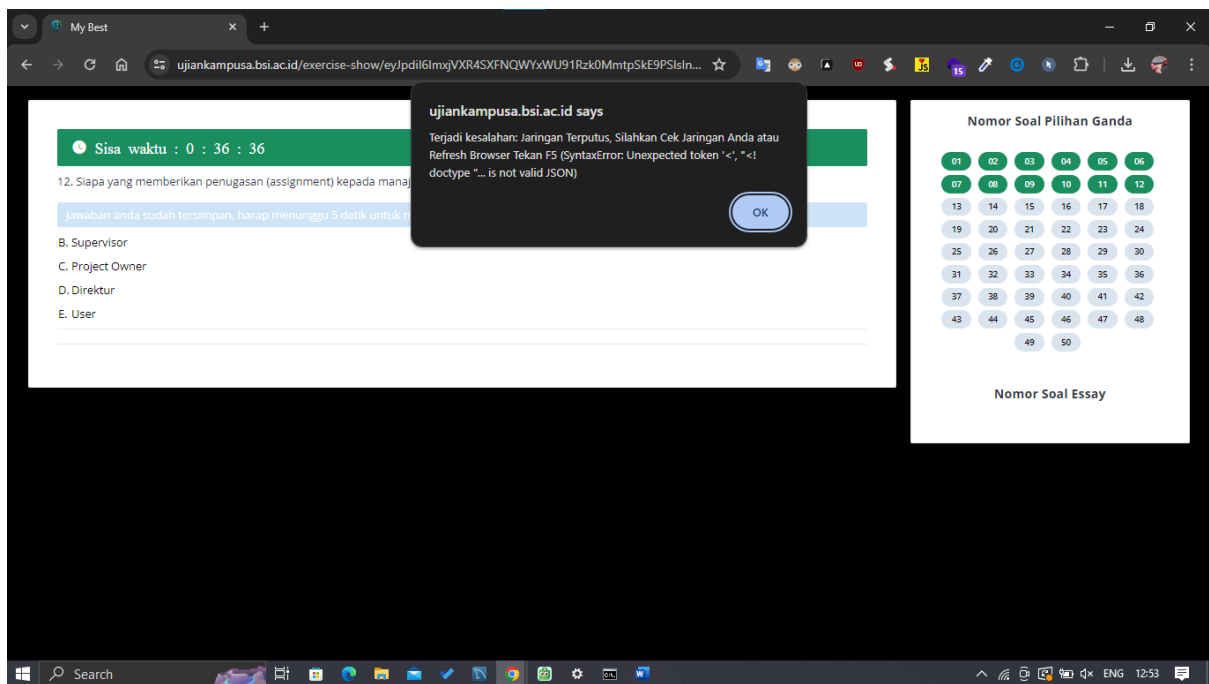 My Best
ujiankampusa.bsi.ac.id/exercise-show/eyJpdiI6ImxjVXR4SXFNQWYxWU91Rzk0MmtpSkE9PSIsIn...
ujiankampusa.bsi.ac.id says
Terjadi kesalahan: Jaringan Terputus, Silahkan Cek Jaringan Anda atau
Refresh Browser Tekan F5 (SyntaxError: Unexpected token '<', "<!
doctype "... is not valid JSON)
OK
Sisa waktu : 0 : 36 : 36
12. Siapa yang memberikan penugasan (assignment) kepada manaj
Jawaban anda sudah tersimpan, harap menunggu 5 detik untuk
B. Supervisor
C. Project Owner
D. Direktur
E. User
Nomor Soal Pilihan Ganda
01 02 03 04 05 06
07 08 09 10 11 12
13 14 15 16 17 18
19 20 21 22 23 24
25 26 27 28 29 30
31 32 33 34 35 36
37 38 39 40 41 42
43 44 45 46 47 48
49 50
Nomor Soal Essay
Search
ENG 12:53